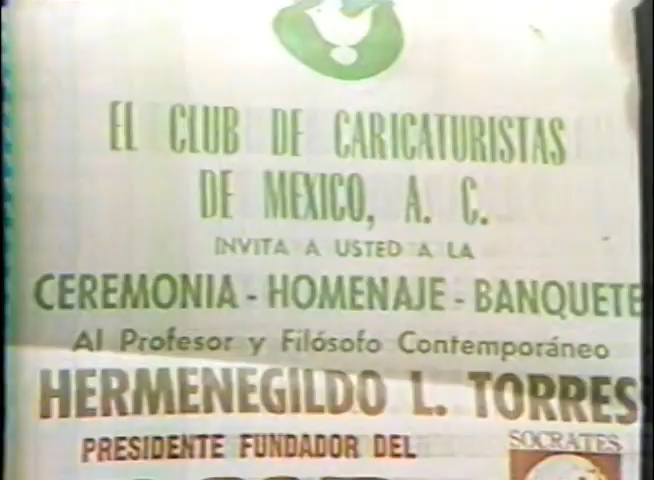 EL CLUB DE CARICATURISTAS
DE MEXICO, A. C.
INVITA A USTED A LA
CEREMONIA - HOMENAJE - BANQUETE
Al Profesor y Filósofo Contemporáneo
HERMENEGILDO L. TORRES
PRESIDENTE FUNDADOR DEL
SOCRATES